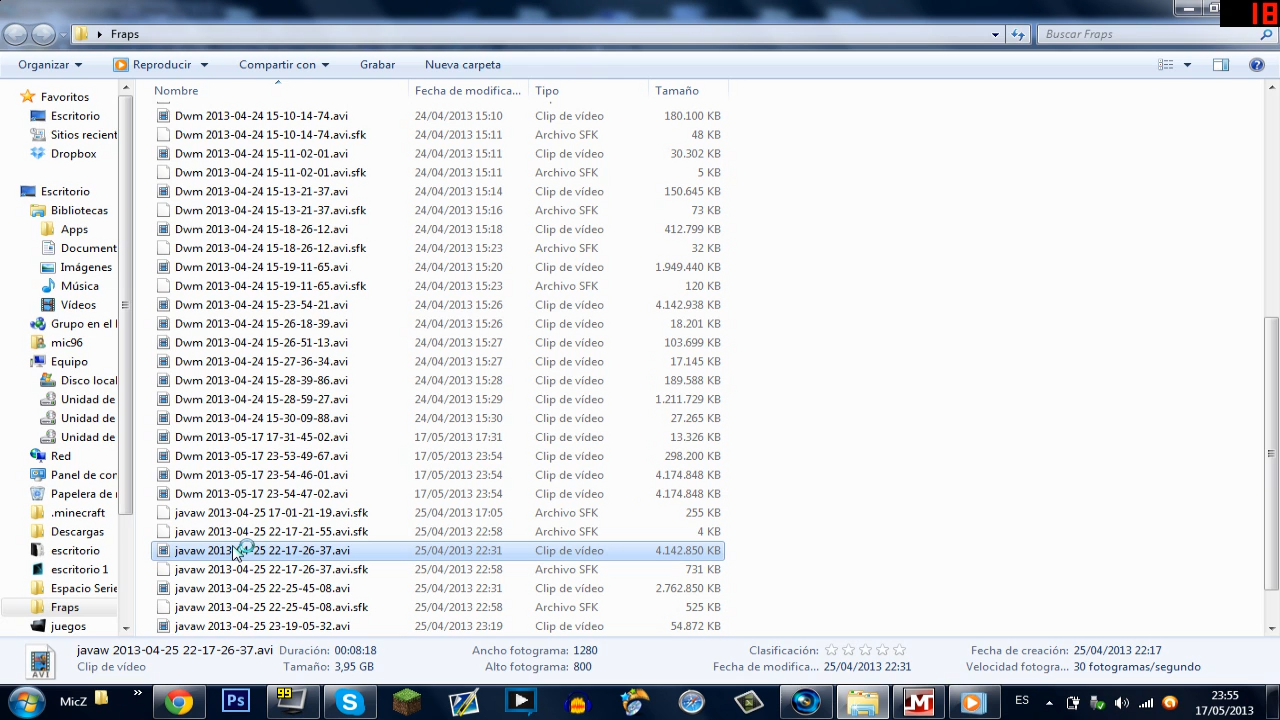 18
Fraps
Buscar Fraps
Organizar
Reproducir
Compartir con
Grabar
Nueva carpeta
Nombre Fecha de modifica... Tipo Tamaño
Dwm 2013-04-24 15-10-14-74.avi 24/04/2013 15:10 Clip de vídeo 180.100 KB
Dwm 2013-04-24 15-10-14-74.avi.sfk 24/04/2013 15:11 Archivo SFK 48 KB
Dwm 2013-04-24 15-11-02-01.avi 24/04/2013 15:11 Clip de vídeo 30.302 KB
Dwm 2013-04-24 15-11-02-01.avi.sfk 24/04/2013 15:11 Archivo SFK 5 KB
Dwm 2013-04-24 15-13-21-37.avi 24/04/2013 15:14 Clip de vídeo 150.645 KB
Dwm 2013-04-24 15-13-21-37.avi.sfk 24/04/2013 15:16 Archivo SFK 73 KB
Dwm 2013-04-24 15-18-26-12.avi 24/04/2013 15:18 Clip de vídeo 412.799 KB
Dwm 2013-04-24 15-18-26-12.avi.sfk 24/04/2013 15:23 Archivo SFK 32 KB
Dwm 2013-04-24 15-19-11-65.avi 24/04/2013 15:20 Clip de vídeo 1.949.440 KB
Dwm 2013-04-24 15-19-11-65.avi.sfk 24/04/2013 15:23 Archivo SFK 120 KB
Dwm 2013-04-24 15-23-54-21.avi 24/04/2013 15:26 Clip de vídeo 4.142.938 KB
Dwm 2013-04-24 15-26-18-39.avi 24/04/2013 15:26 Clip de vídeo 18.201 KB
Dwm 2013-04-24 15-26-51-13.avi 24/04/2013 15:27 Clip de vídeo 103.699 KB
Dwm 2013-04-24 15-27-36-34.avi 24/04/2013 15:27 Clip de vídeo 17.145 KB
Dwm 2013-04-24 15-28-39-86.avi 24/04/2013 15:28 Clip de vídeo 189.588 KB
Dwm 2013-04-24 15-28-59-27.avi 24/04/2013 15:29 Clip de vídeo 1.211.729 KB
Dwm 2013-04-24 15-30-09-88.avi 24/04/2013 15:30 Clip de vídeo 27.265 KB
Dwm 2013-05-17 17-31-45-02.avi 17/05/2013 17:31 Clip de vídeo 13.326 KB
Dwm 2013-05-17 23-53-49-67.avi 17/05/2013 23:54 Clip de vídeo 298.200 KB
Dwm 2013-05-17 23-54-46-01.avi 17/05/2013 23:54 Clip de vídeo 4.174.848 KB
Dwm 2013-05-17 23-54-47-02.avi 17/05/2013 23:54 Clip de vídeo 4.174.848 KB
javaw 2013-04-25 17-01-21-19.avi.sfk 25/04/2013 17:05 Archivo SFK 255 KB
javaw 2013-04-25 22-17-21-55.avi.sfk 25/04/2013 22:58 Archivo SFK 4 KB
javaw 2013-04-25 22-17-26-37.avi 25/04/2013 22:31 Clip de vídeo 4.142.850 KB
javaw 2013-04-25 22-17-26-37.avi.sfk 25/04/2013 22:58 Archivo SFK 731 KB
javaw 2013-04-25 22-25-45-08.avi 25/04/2013 22:31 Clip de vídeo 2.762.850 KB
javaw 2013-04-25 22-25-45-08.avi.sfk 25/04/2013 22:58 Archivo SFK 525 KB
javaw 2013-04-25 23-19-05-32.avi 25/04/2013 23:19 Clip de vídeo 54.872 KB
Favoritos
Escritorio
Sitios recient
Dropbox
Escritorio
Bibliotecas
Apps
Document
Imágenes
Música
Vídeos
Grupo en el l
mic96
Equipo
Disco local
Unidad de
Unidad de
Unidad de
Red
Panel de con
Papelera de r
.minecraft
Descargas
escritorio
escritorio 1
Espacio Serie
Fraps
juegos
javaw 2013-04-25 22-17-26-37.avi Duración: 00:08:18 Ancho fotograma: 1280 Clasificación: Fecha de creación: 25/04/2013 22:17
Clip de vídeo Tamaño: 3,95 GB Alto fotograma: 800 Fecha de modifica... 25/04/2013 22:31 Velocidad fotogra... 30 fotogramas/segundo
AVI
MicZ
»
Ps
99
S
M
ES
23:55
17/05/2013